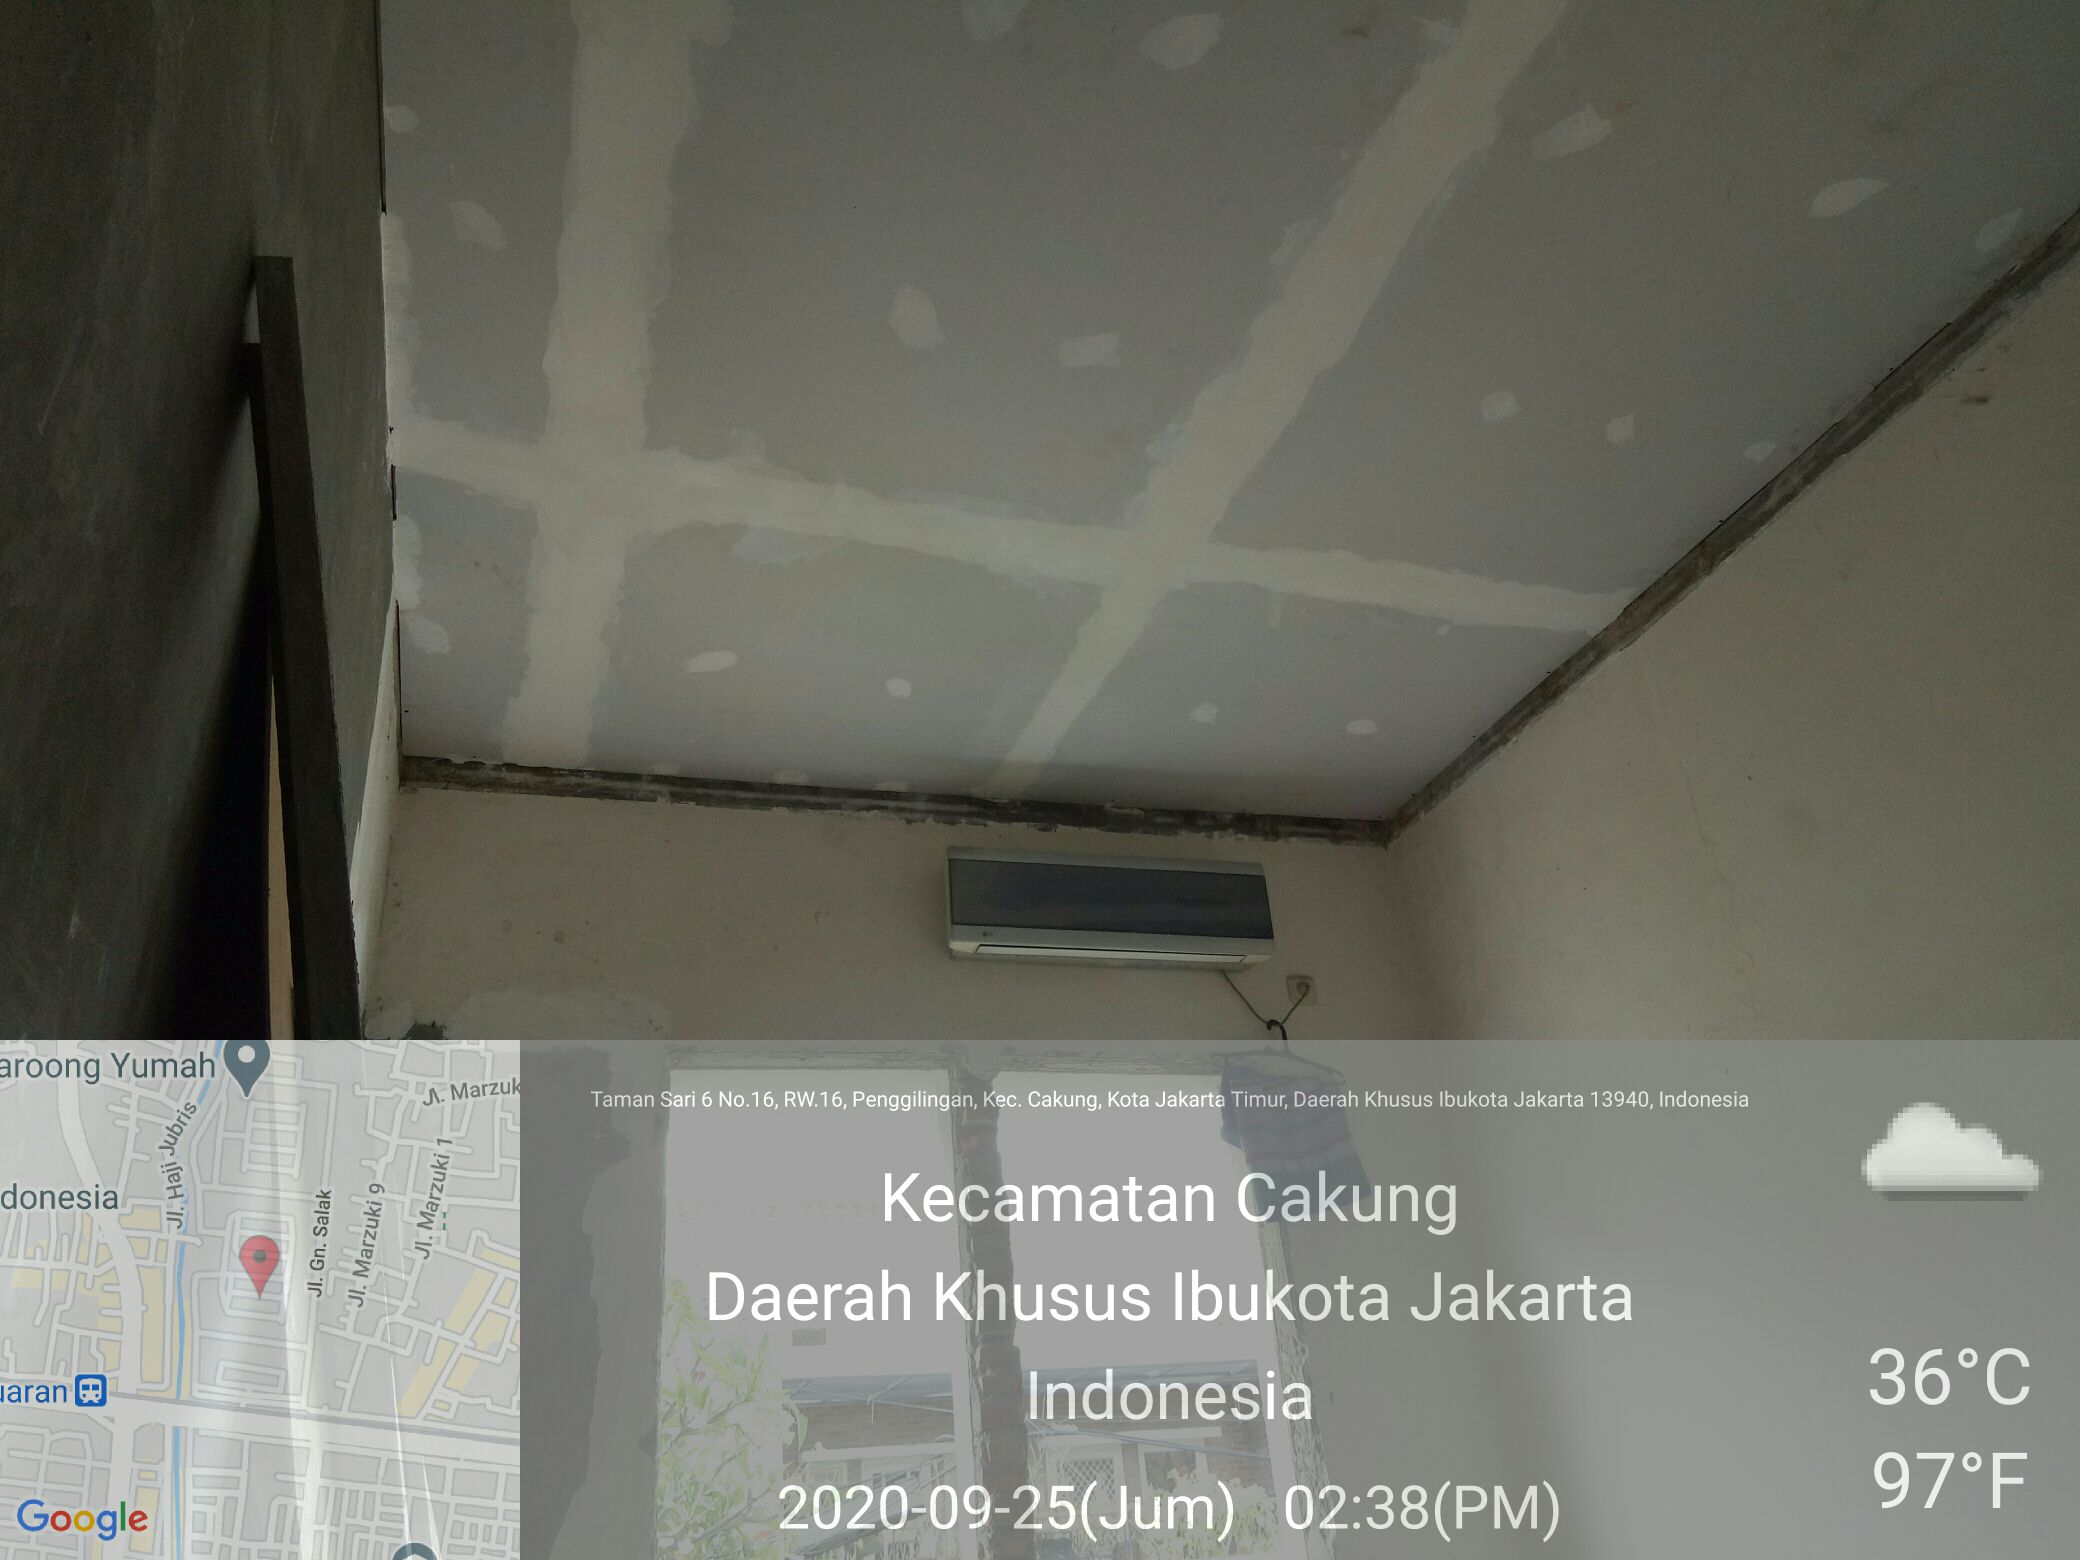 Taman Sari 6 No.16, RW.16, Penggilingan, Kec. Cakung, Kota Jakarta Timur, Daerah Khusus Ibukota Jakarta 13940, Indonesia
Kecamatan Cakung
Daerah Khusus Ibukota Jakarta
Indonesia
2020-09-25(Jum) 02:38(PM)
36°C
97°F
aroong Yumah
Jl. Marzuk
Jl. Haji Jubris
donesia
Jl. Gn. Salak
Jl. Marzuki 9
Jl. Marzuki 1
uaran
Google